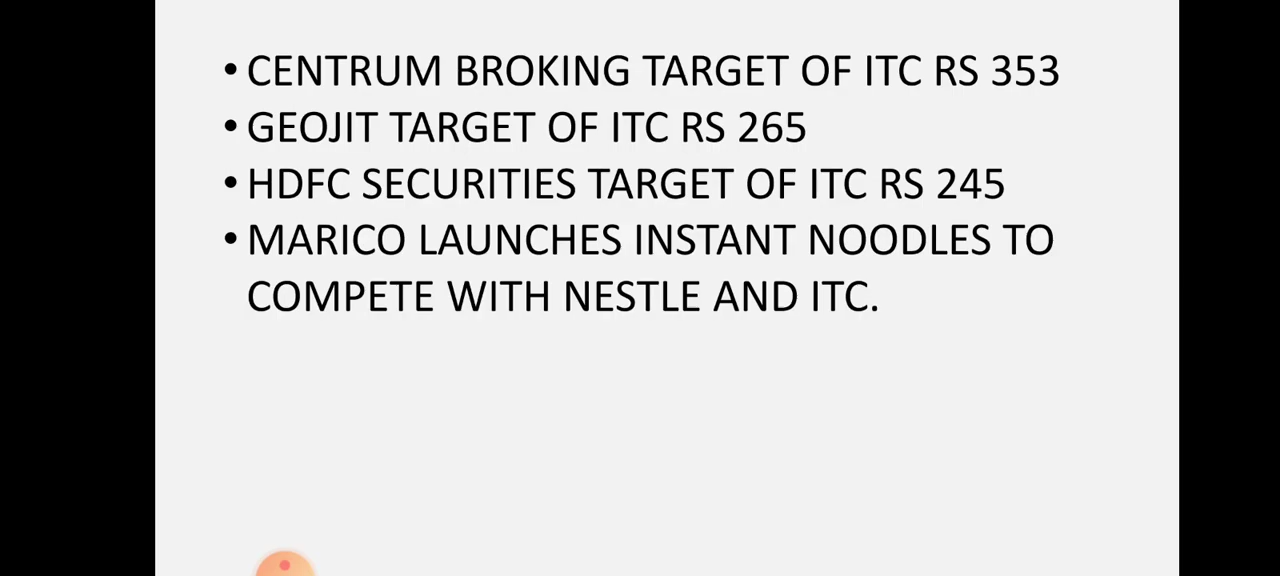 • CENTRUM BROKING TARGET OF ITC RS 353
• GEOJIT TARGET OF ITC RS 265
• HDFC SECURITIES TARGET OF ITC RS 245
• MARICO LAUNCHES INSTANT NOODLES TO
COMPETE WITH NESTLE AND ITC.